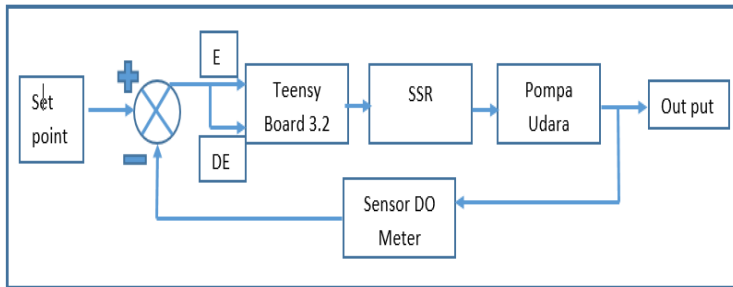 Set
point
+
E
DE
Teensy
Board 3.2
SSR
Pompa
Udara
Out put
Sensor DO
Meter